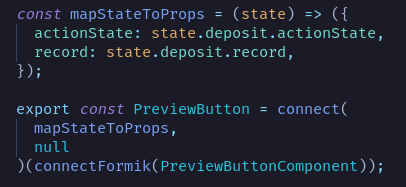 const mapStateToProps = (state) => ({
  actionState: state.deposit.actionState,
  record: state.deposit.record,
});

export const PreviewButton = connect(
  mapStateToProps,
  null
)(connectFormik(PreviewButtonComponent));